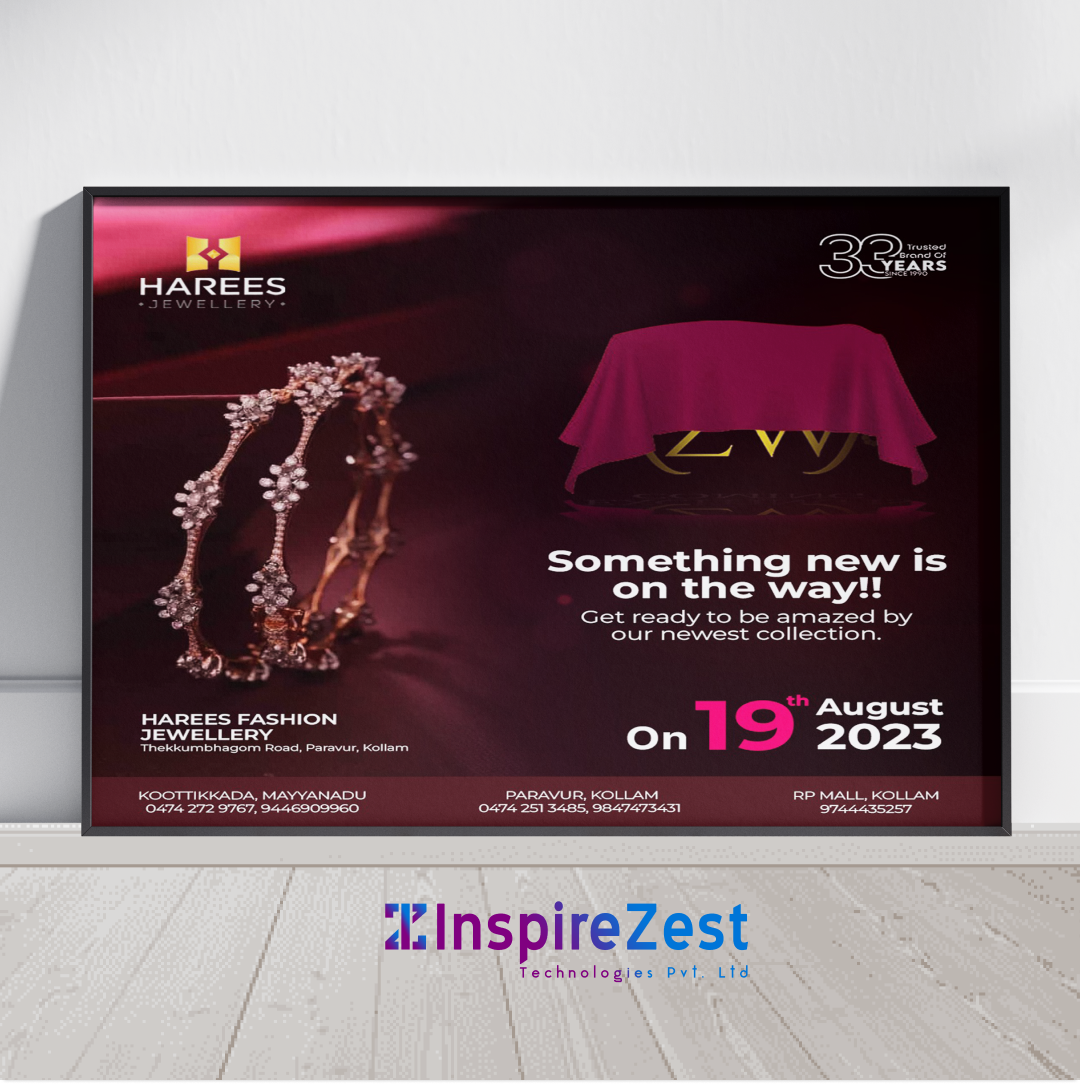 HAREES
• JEWELLERY •
33 Trusted
Brand Of
YEARS
SINCE 1990
Something new is
on the way!!
Get ready to be amazed by
our newest collection.
On 19th August
2023
HAREES FASHION
JEWELLERY
Thekkumbhagom Road, Paravur, Kollam
KOOTTIKKADA, MAYYANADU
0474 272 9767, 9446909960
PARAVUR, KOLLAM
0474 251 3485, 9847473431
RP MALL, KOLLAM
9744435257
InspireZest
Technologies Pvt. Ltd